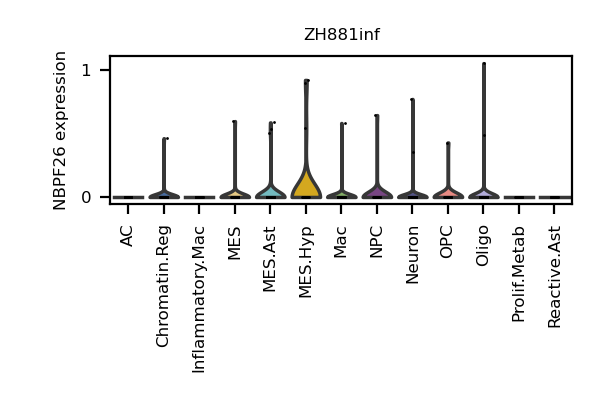 ZH881inf
NBPF26 expression
1
0
AC
Chromatin.Reg
Inflammatory.Mac
MES
MES.Ast
MES.Hyp
Mac
NPC
Neuron
OPC
Oligo
Prolif.Metab
Reactive.Ast